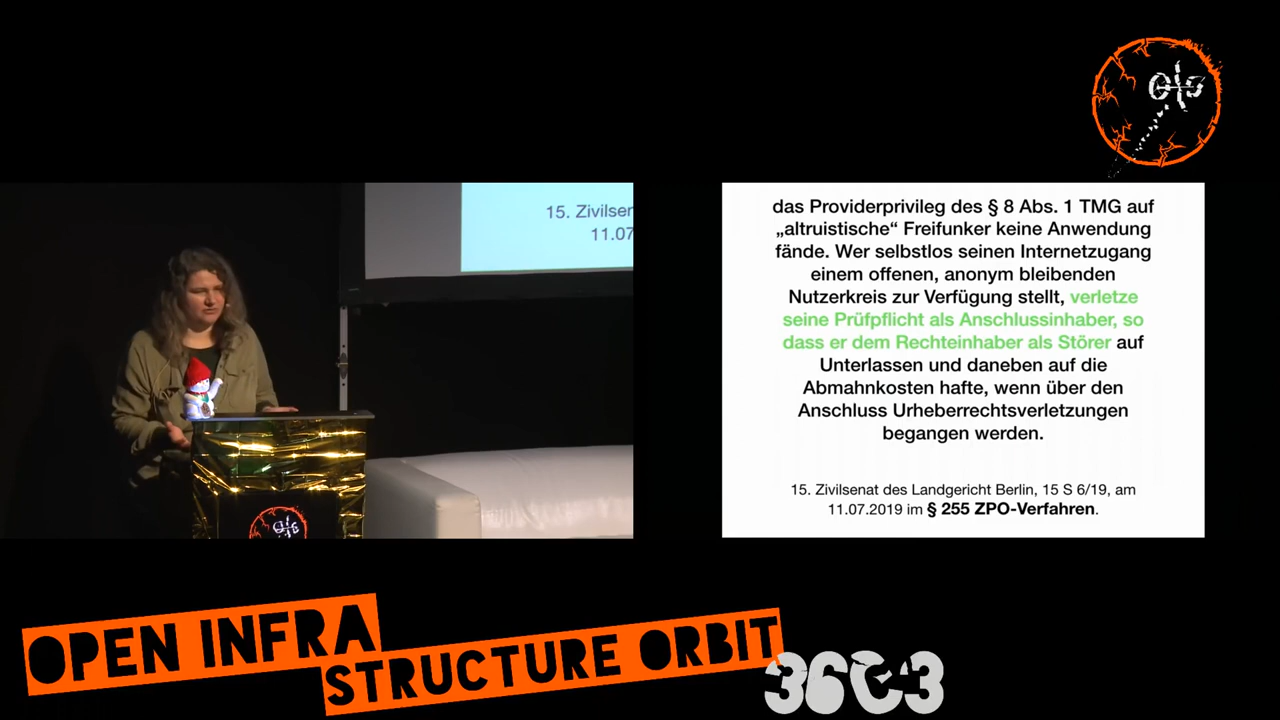 15. Zivilser
11.07
das Providerprivileg des § 8 Abs. 1 TMG auf
„altruistische“ Freifunker keine Anwendung
fände. Wer selbstlos seinen Internetzugang
einem offenen, anonym bleibenden
Nutzerkreis zur Verfügung stellt, verletze
seine Prüfpflicht als Anschlussinhaber, so
dass er dem Rechteinhaber als Störer auf
Unterlassen und daneben auf die
Abmahnkosten hafte, wenn über den
Anschluss Urheberrechtsverletzungen
begangen werden.
15. Zivilsenat des Landgericht Berlin, 15 S 6/19, am
11.07.2019 im § 255 ZPO-Verfahren.
OPEN INFRA
STRUCTURE ORBIT
36C3